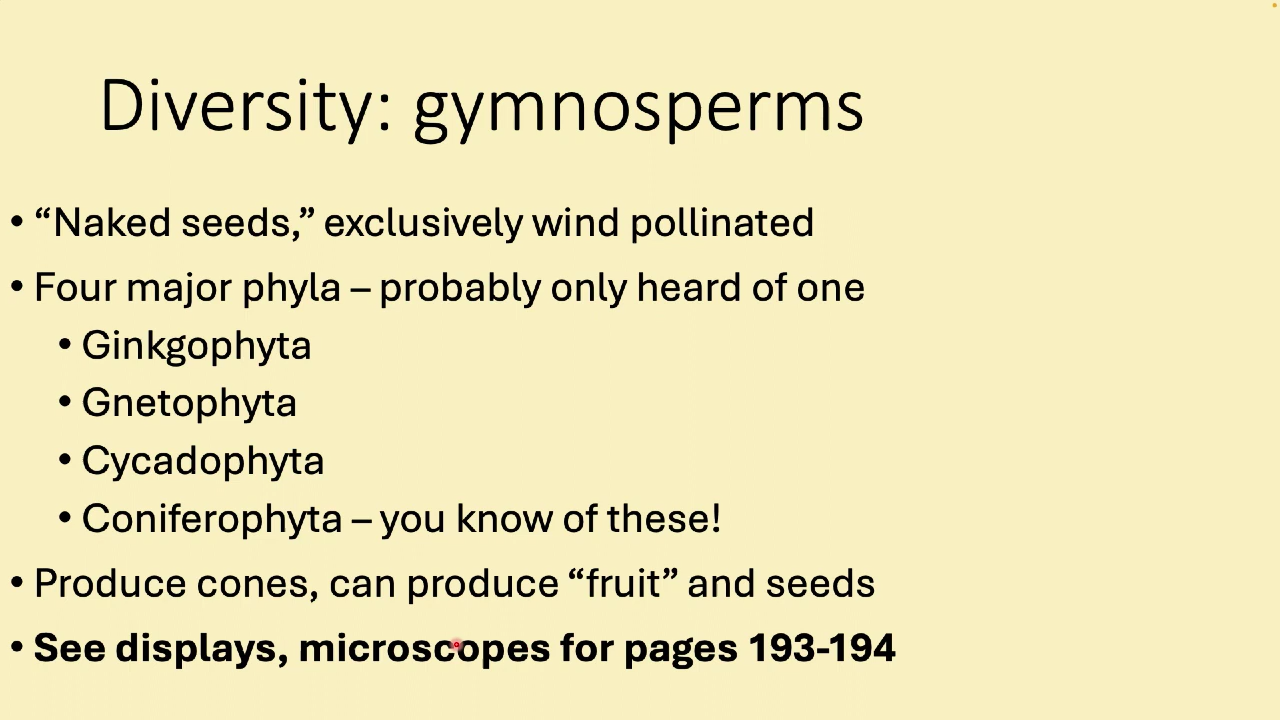 Diversity: gymnosperms
• “Naked seeds,” exclusively wind pollinated
• Four major phyla – probably only heard of one
• Ginkgophyta
• Gnetophyta
• Cycadophyta
• Coniferophyta – you know of these!
• Produce cones, can produce “fruit” and seeds
• See displays, microscopes for pages 193-194